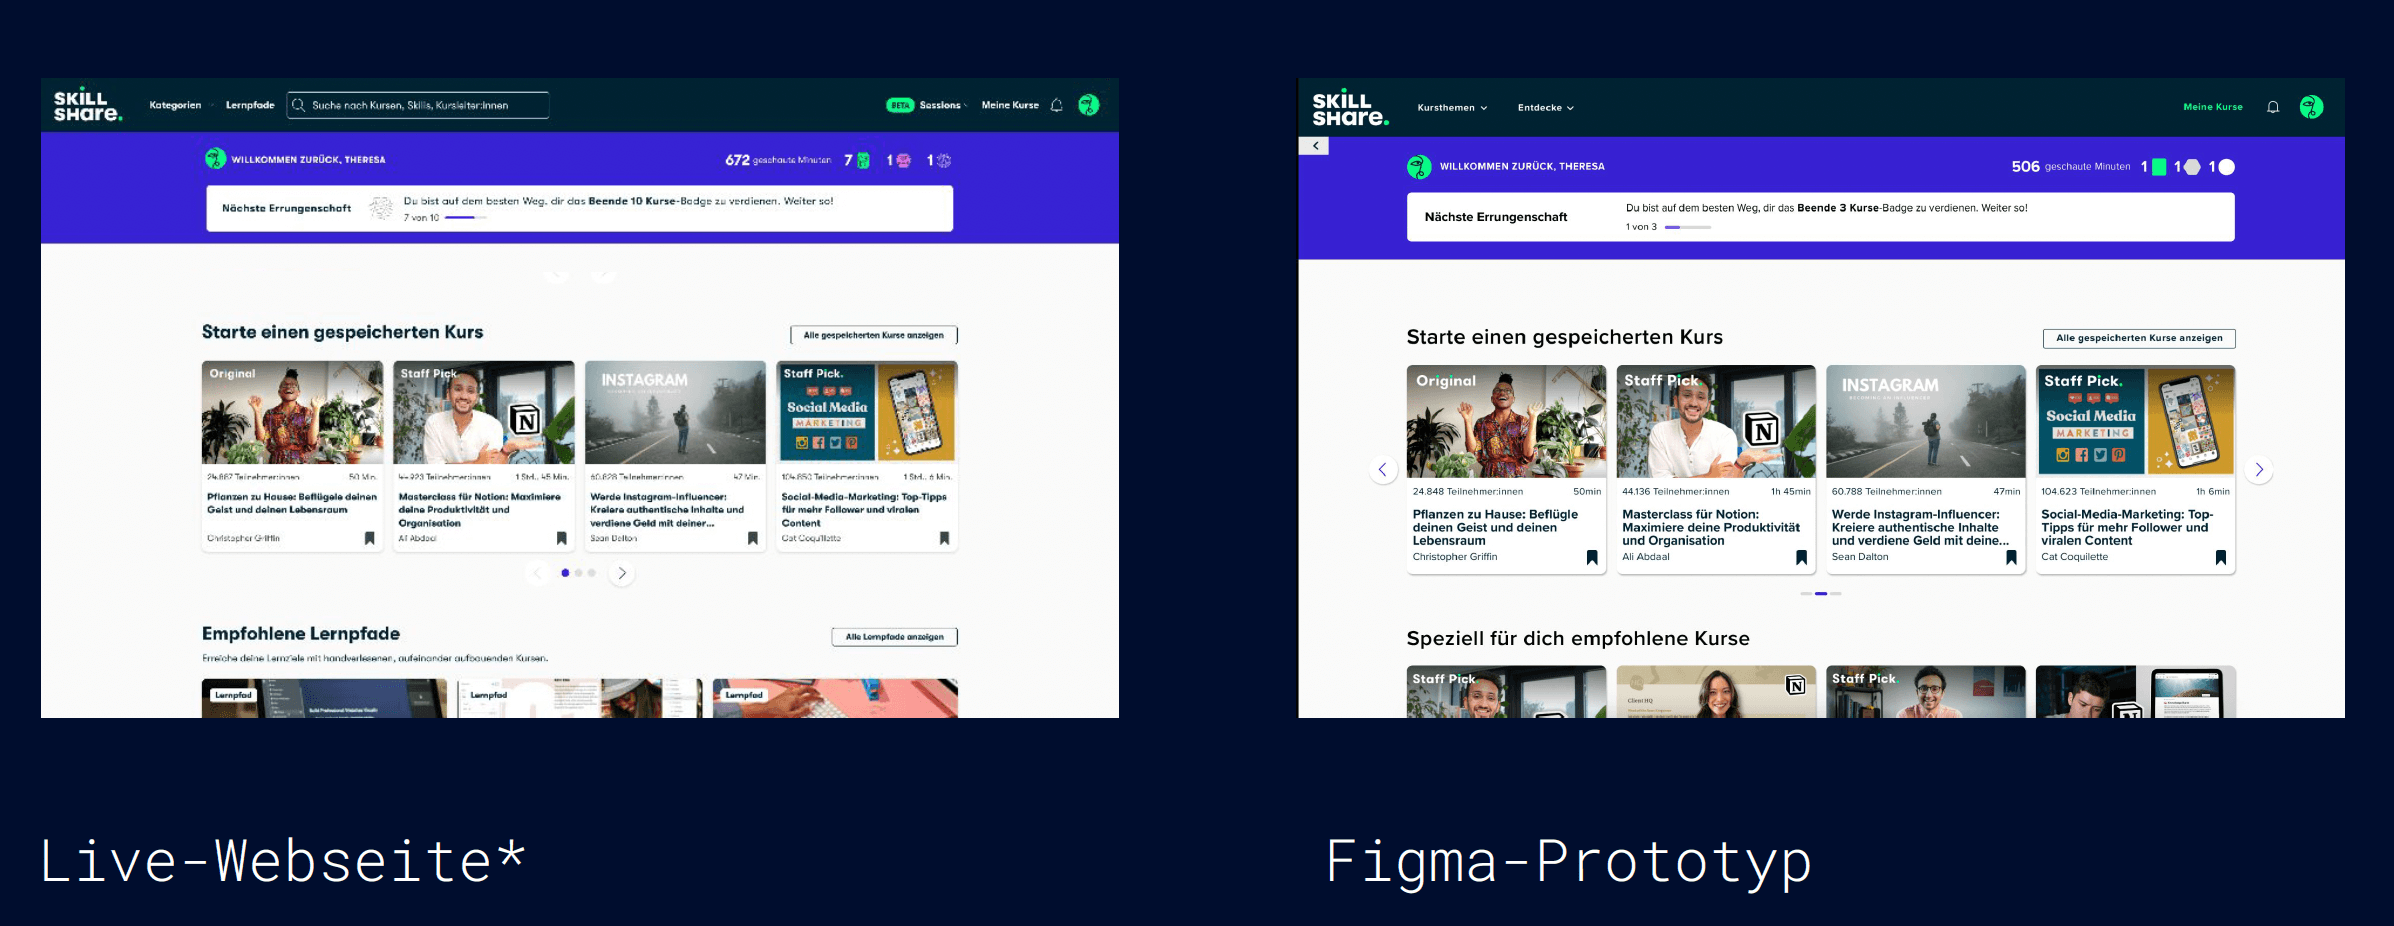 SKILL
SHare.
Kategorien
Lernpfade
Suche nach Kursen, Skills, Kursleiter:innen
BETA
Sessions
Meine Kurse
WILLKOMMEN ZURÜCK, THERESA
672 geschaute Minuten 7 1 1
Nächste Errungenschaft
Du bist auf dem besten Weg, dir das Beende 10 Kurse-Badge zu verdienen. Weiter so!
7 von 10
Starte einen gespeicherten Kurs
Alle gespeicherten Kurse anzeigen
Original
Staff Pick.
INSTAGRAM
Staff Pick.
Social Media
MARKETING
24.887 Teilnehmer:innen 50 Min.
Pflanzen zu Hause: Beflügele deinen
Geist und deinen Lebensraum
Christopher Griffin
44.923 Teilnehmer:innen 1 Std., 45 Min.
Masterclass für Notion: Maximiere
deine Produktivität und
Organisation
Ali Abdaal
60.828 Teilnehmer:innen 47 Min.
Werde Instagram-Influencer:
Kreiere authentische Inhalte und
verdiene Geld mit deiner...
Sean Dalton
104.850 Teilnehmer:innen 1 Std., 6 Min.
Social-Media-Marketing: Top-Tipps
für mehr Follower und viralen
Content
Cat Coquillette
Empfohlene Lernpfade
Alle Lernpfade anzeigen
Erreiche deine Lernziele mit handverlesenen, aufeinander aufbauenden Kursen.
Lernpfad
Lernpfad
Lernpfad
Live-Webseite*
SKILL
SHare.
Kursthemen
Entdecke
Meine Kurse
WILLKOMMEN ZURÜCK, THERESA
506 geschaute Minuten 1 1 1
Nächste Errungenschaft
Du bist auf dem besten Weg, dir das Beende 3 Kurse-Badge zu verdienen. Weiter so!
1 von 3
Starte einen gespeicherten Kurs
Alle gespeicherten Kurse anzeigen
Original
Staff Pick.
INSTAGRAM
BECOMING AN INFLUENCER
Staff Pick.
Social Media
MARKETING
24.848 Teilnehmer:innen 50min
Pflanzen zu Hause: Beflügle
deinen Geist und deinen
Lebensraum
Christopher Griffin
44.136 Teilnehmer:innen 1h 45min
Masterclass für Notion:
Maximiere deine Produktivität
und Organisation
Ali Abdaal
60.788 Teilnehmer:innen 47min
Werde Instagram-Influencer:
Kreiere authentische Inhalte
und verdiene Geld mit deine...
Sean Dalton
104.623 Teilnehmer:innen 1h 6min
Social-Media-Marketing: Top-
Tipps für mehr Follower und
viralen Content
Cat Coquilette
Speziell für dich empfohlene Kurse
Staff Pick
Client HQ
Staff Pick.
Figma-Prototyp